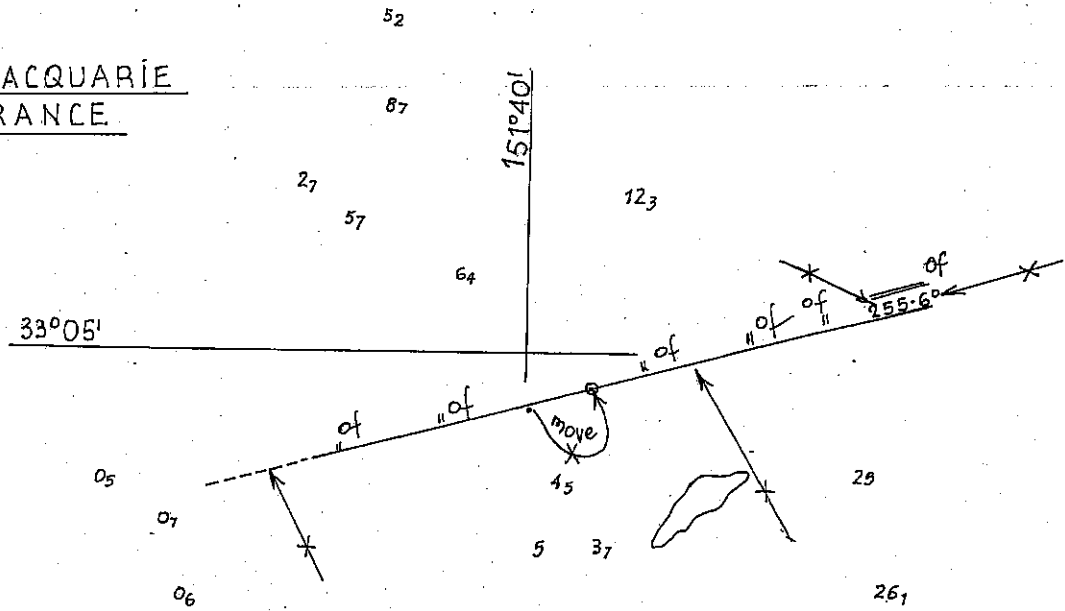 5₂
ACQUARIE
RANCE
8₇
151°40'
2₇
12₃
5₇
6₄
of
255·6°
33°05'
"of
"of
of
"
"of
"of
move
0₅
4₅
29
0₇
5
3₇
0₆
26₁